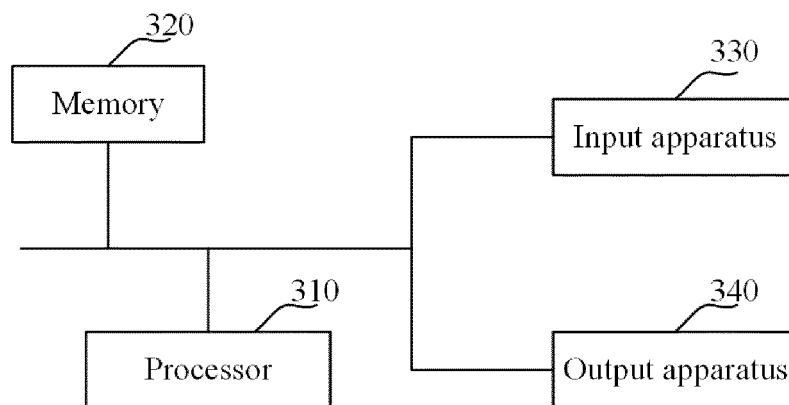 320
Memory
330
Input apparatus
310
Processor
340
Output apparatus